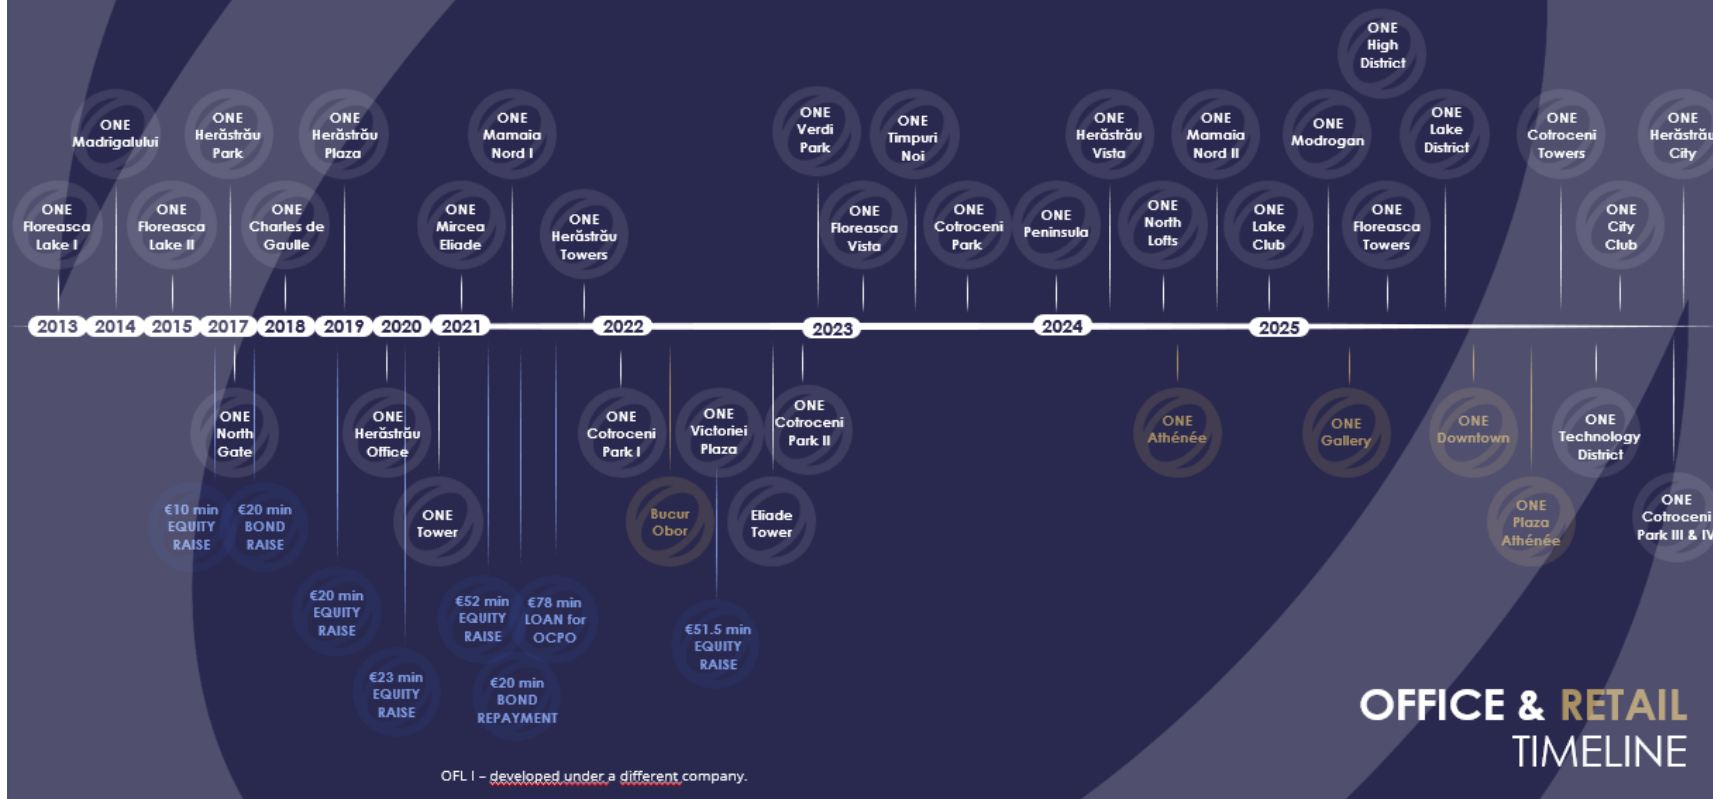 ONE
High
District
ONE
Madrigalului
ONE
Herăstrău
Park
ONE
Herăstrău
Plaza
ONE
Mamaia
Nord I
ONE
Verdi
Park
ONE
Timpuri
Noi
ONE
Herăstrău
Vista
ONE
Mamaia
Nord II
ONE
Modrogan
ONE
Lake
District
ONE
Cotroceni
Towers
ONE
Herăstrău
City
ONE
Floreasca
Lake I
ONE
Floreasca
Lake II
ONE
Charles de
Gaulle
ONE
Mircea
Eliade
ONE
Herăstrău
Towers
ONE
Floreasca
Vista
ONE
Cotroceni
Park
ONE
Peninsula
ONE
North
Lofts
ONE
Lake
Club
ONE
Floreasca
Towers
ONE
City
Club
2013 2014 2015 2017 2018 2019 2020 2021 2022 2023 2024 2025
ONE
North
Gate
ONE
Herăstrău
Office
ONE
Cotroceni
Park I
ONE
Victoriei
Plaza
ONE
Cotroceni
Park II
ONE
Athénée
ONE
Gallery
ONE
Downtown
ONE
Technology
District
€10 mln
EQUITY
RAISE
€20 mln
BOND
RAISE
ONE
Tower
Bucur
Obor
Eliade
Tower
ONE
Plaza
Athénée
ONE
Cotroceni
Park III & IV
€20 mln
EQUITY
RAISE
€52 mln
EQUITY
RAISE
€78 mln
LOAN for
OCPO
€51.5 mln
EQUITY
RAISE
€23 mln
EQUITY
RAISE
€20 mln
BOND
REPAYMENT
OFFICE & RETAIL
TIMELINE
OFL I – developed under a different company.